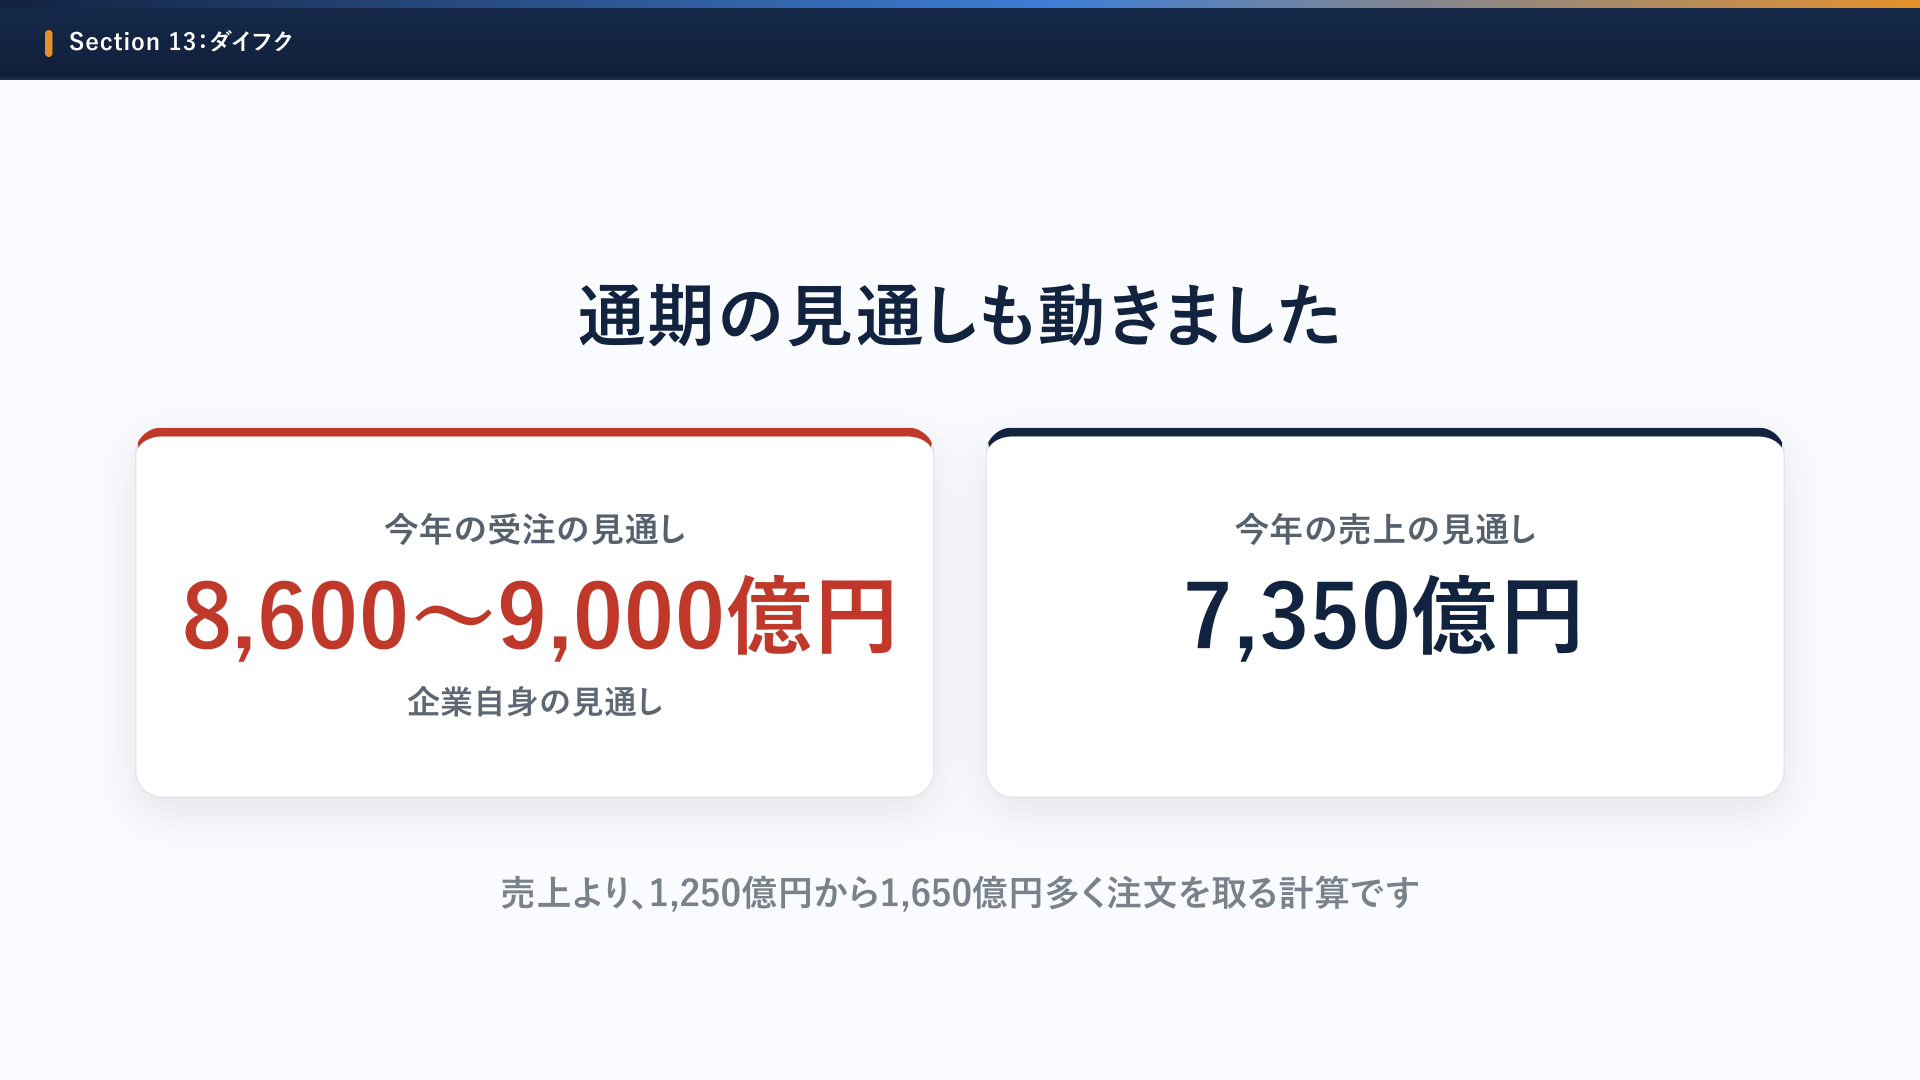 Section 13：ダイフク
通期の見通しも動きました
今年の受注の見通し
8,600〜9,000億円
企業自身の見通し
今年の売上の見通し
7,350億円
売上より、1,250億円から1,650億円多く注文を取る計算です